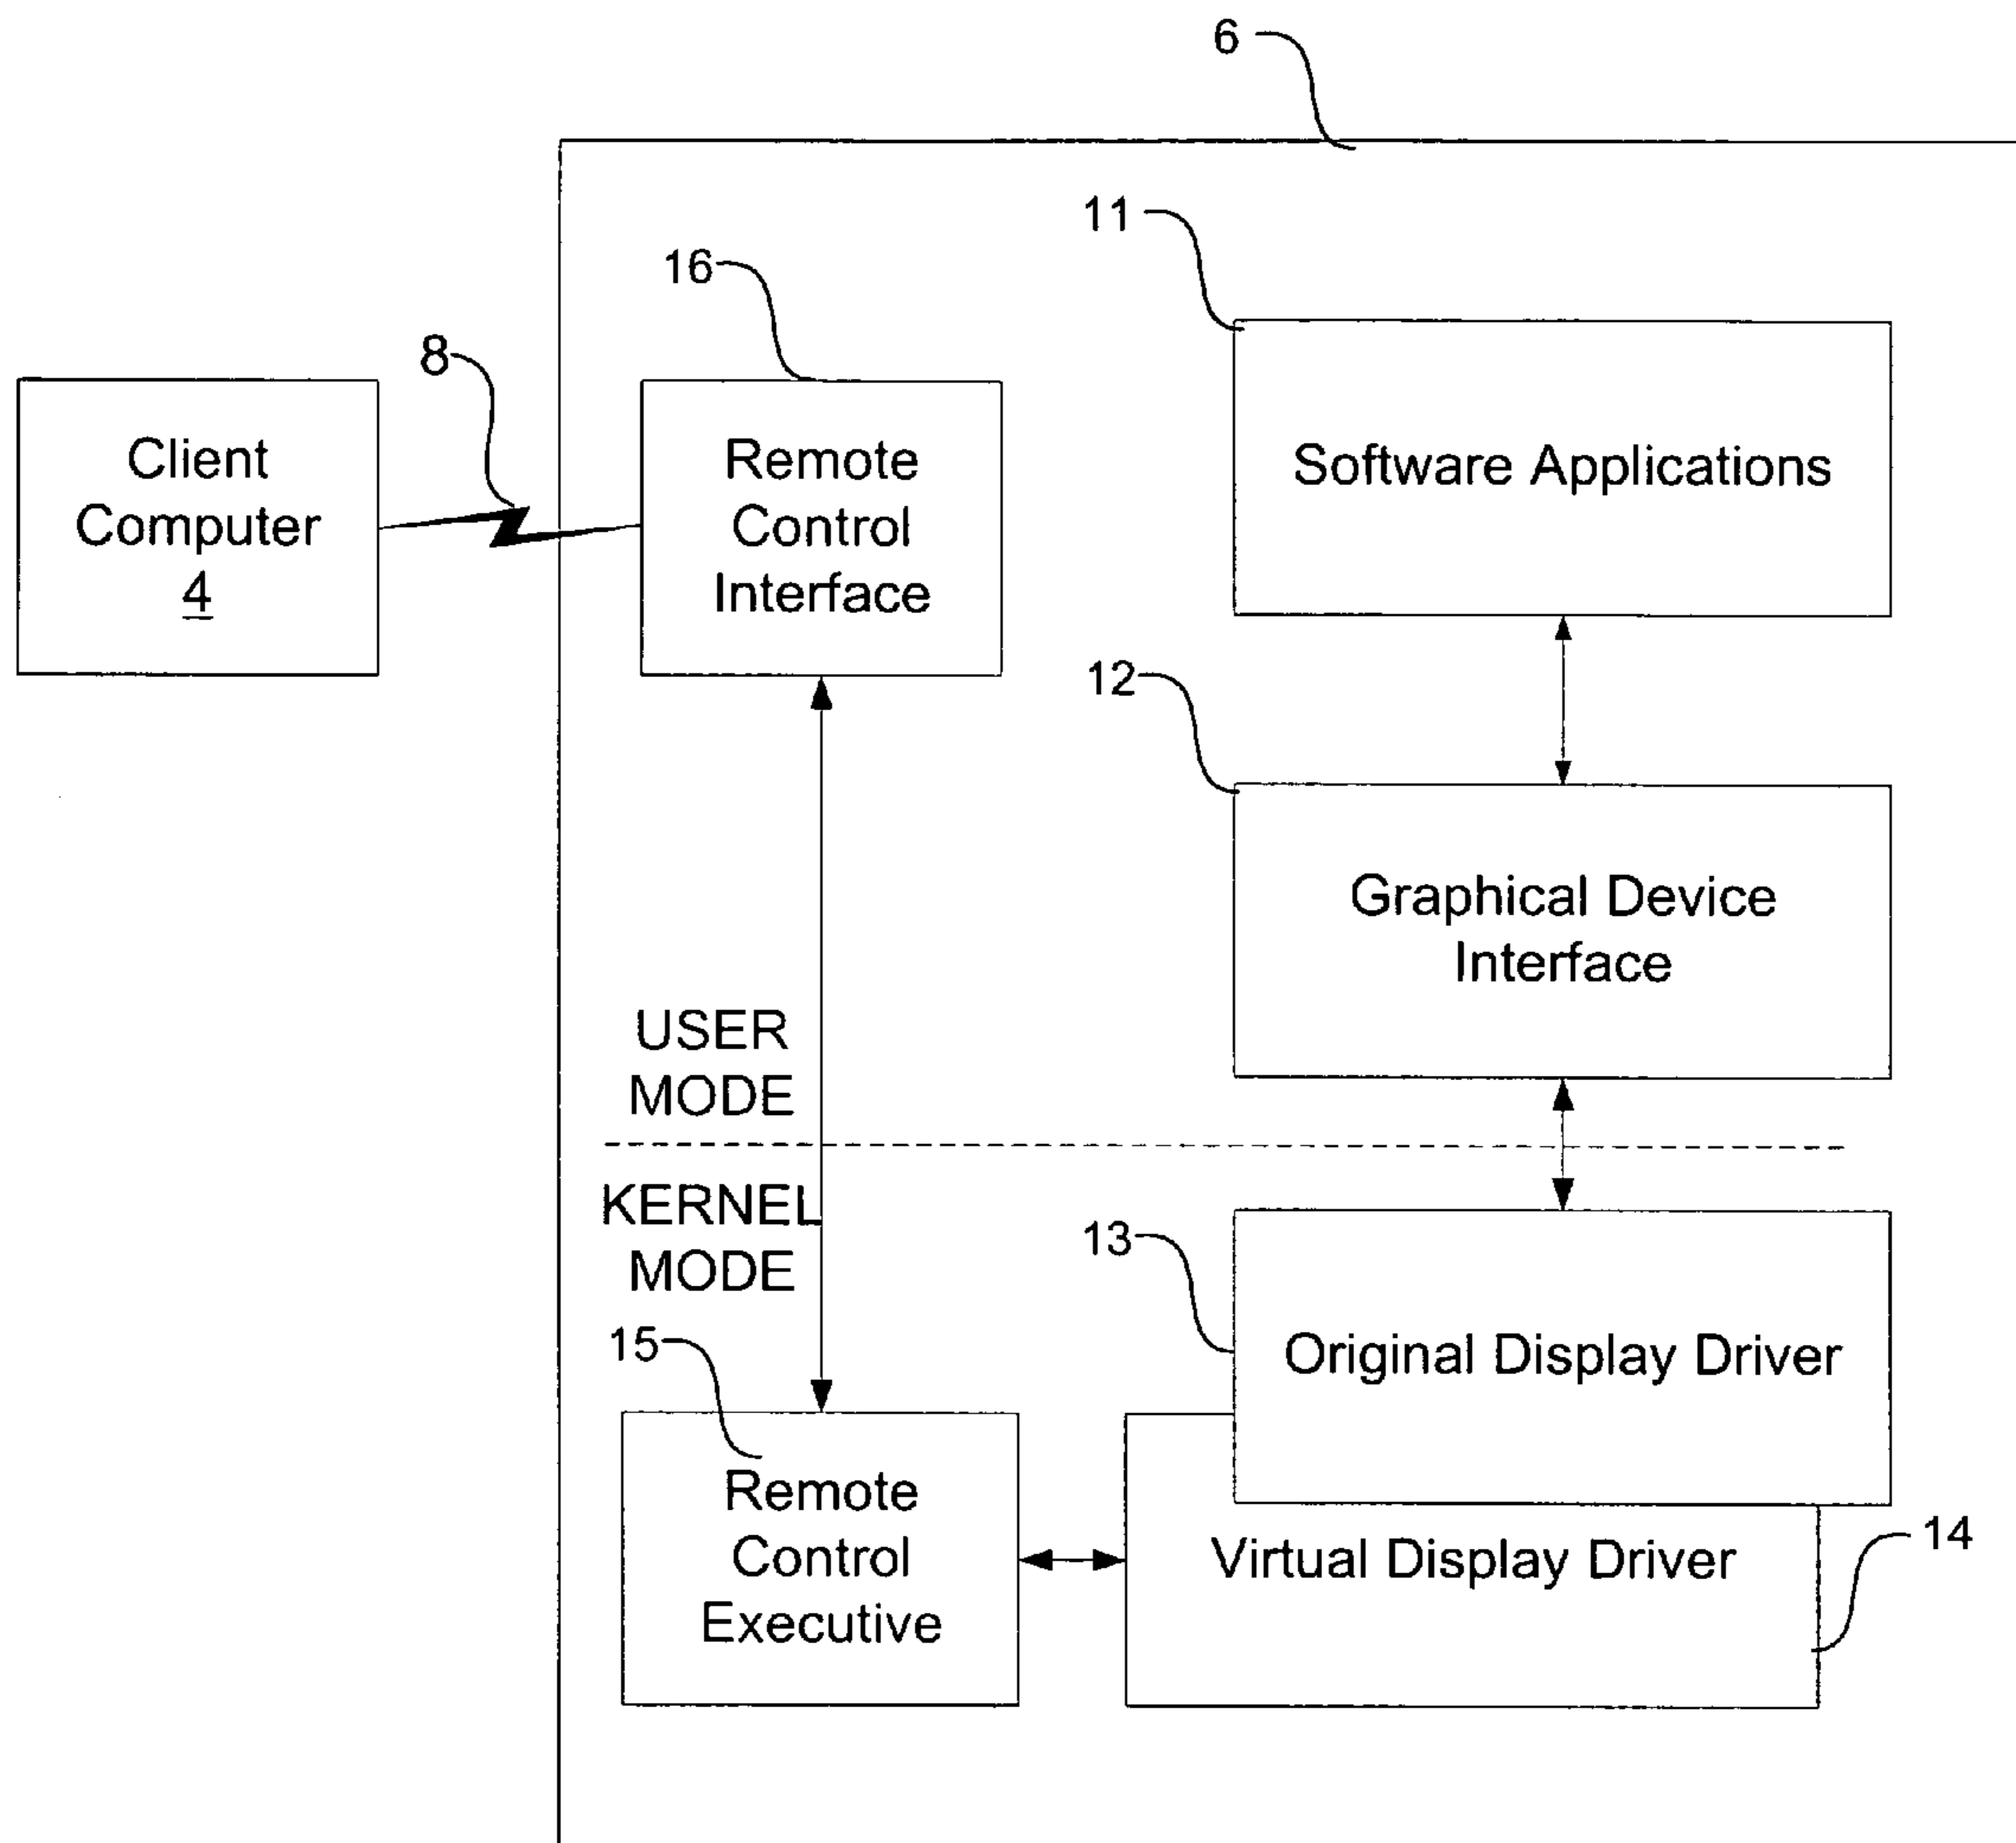 6
11
16
8
Software Applications
Client
Computer
4
Remote
Control
Interface
12
Graphical Device
Interface
USER
MODE
KERNEL
MODE
13
Original Display Driver
15
Remote
Control
Executive
Virtual Display Driver
14